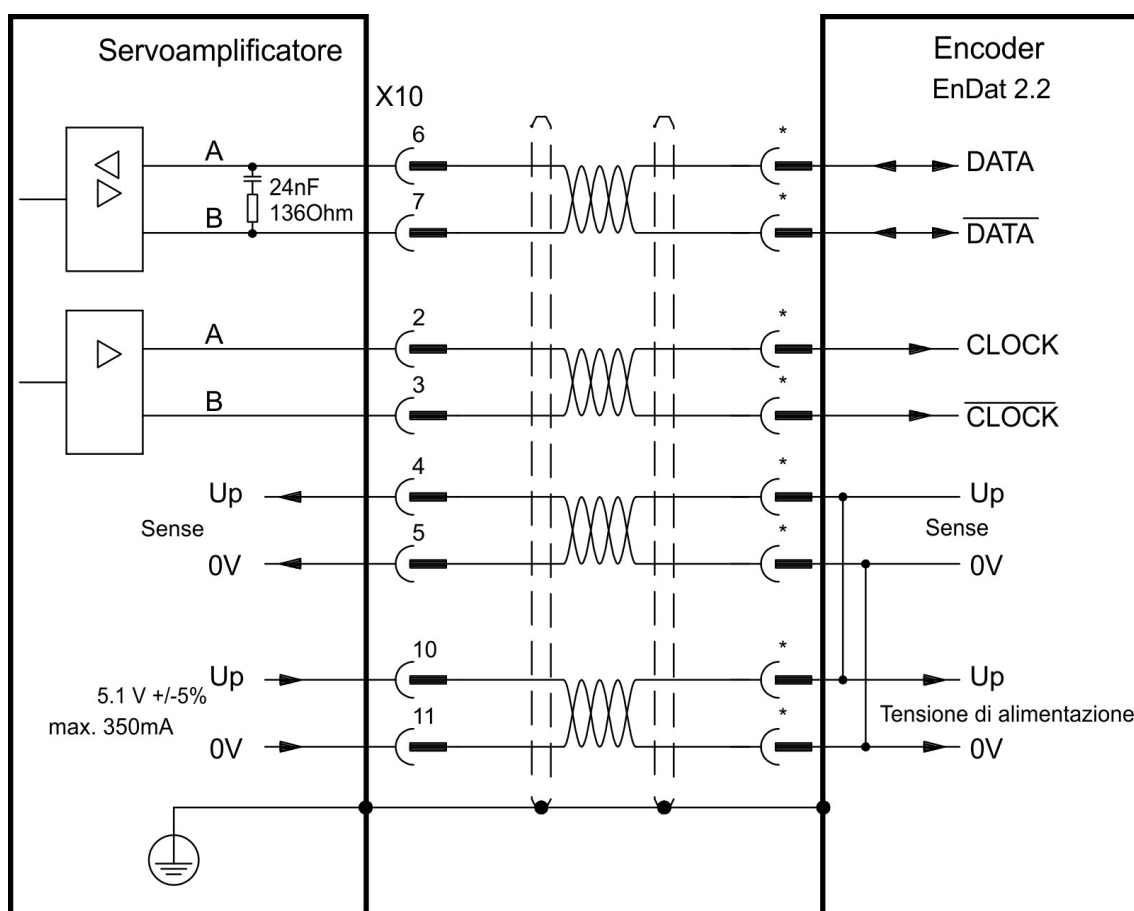 Servoamplificatore
Encoder
EnDat 2.2
X10
A
6
*
DATA
24nF
136Ohm
B
7
*
DATA
A
2
*
CLOCK
B
3
*
CLOCK
Up
4
*
Up
Sense
Sense
0V
5
*
0V
Up
10
*
Up
5.1 V +/-5%
max. 350mA
Tensione di alimentazione
0V
11
*
0V